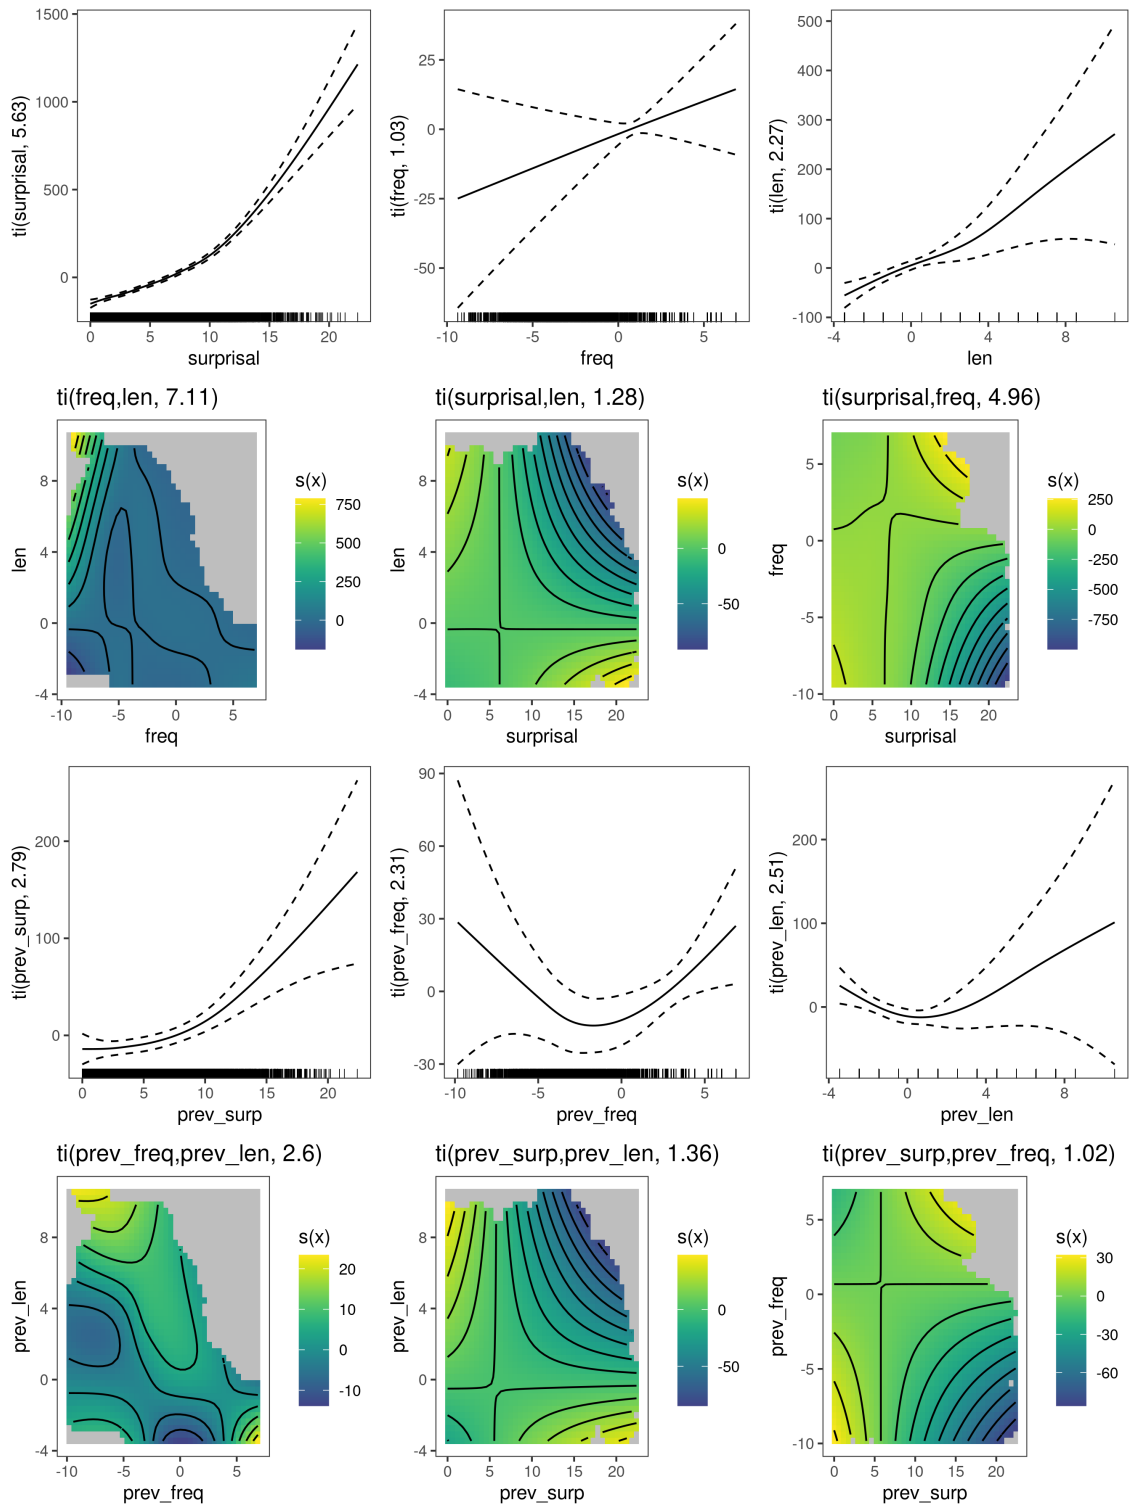 1500
1000
500
0
ti(surprisal, 5.63)
0 5 10 15 20
surprisal
25
0
-25
-50
ti(freq, 1.03)
-10 -5 0 5
freq
500
400
300
200
100
0
-100
ti(len, 2.27)
-4 0 4 8
len
ti(freq,len, 7.11)
8
4
0
-4
len
-10 -5 0 5
freq
s(x)
750
500
250
0
ti(surprisal,len, 1.28)
8
4
0
-4
len
0 5 10 15 20
surprisal
s(x)
0
-50
ti(surprisal,freq, 4.96)
5
0
-5
-10
freq
0 5 10 15 20
surprisal
s(x)
250
0
-250
-500
-750
200
100
0
ti(prev_surp, 2.79)
0 5 10 15 20
prev_surp
90
60
30
0
-30
ti(prev_freq, 2.31)
-10 -5 0 5
prev_freq
200
100
0
ti(prev_len, 2.51)
-4 0 4 8
prev_len
ti(prev_freq,prev_len, 2.6)
8
4
0
-4
prev_len
-10 -5 0 5
prev_freq
s(x)
20
10
0
-10
ti(prev_surp,prev_len, 1.36)
8
4
0
-4
prev_len
0 5 10 15 20
prev_surp
s(x)
0
-50
ti(prev_surp,prev_freq, 1.02)
5
0
-5
-10
prev_freq
0 5 10 15 20
prev_surp
s(x)
30
0
-30
-60